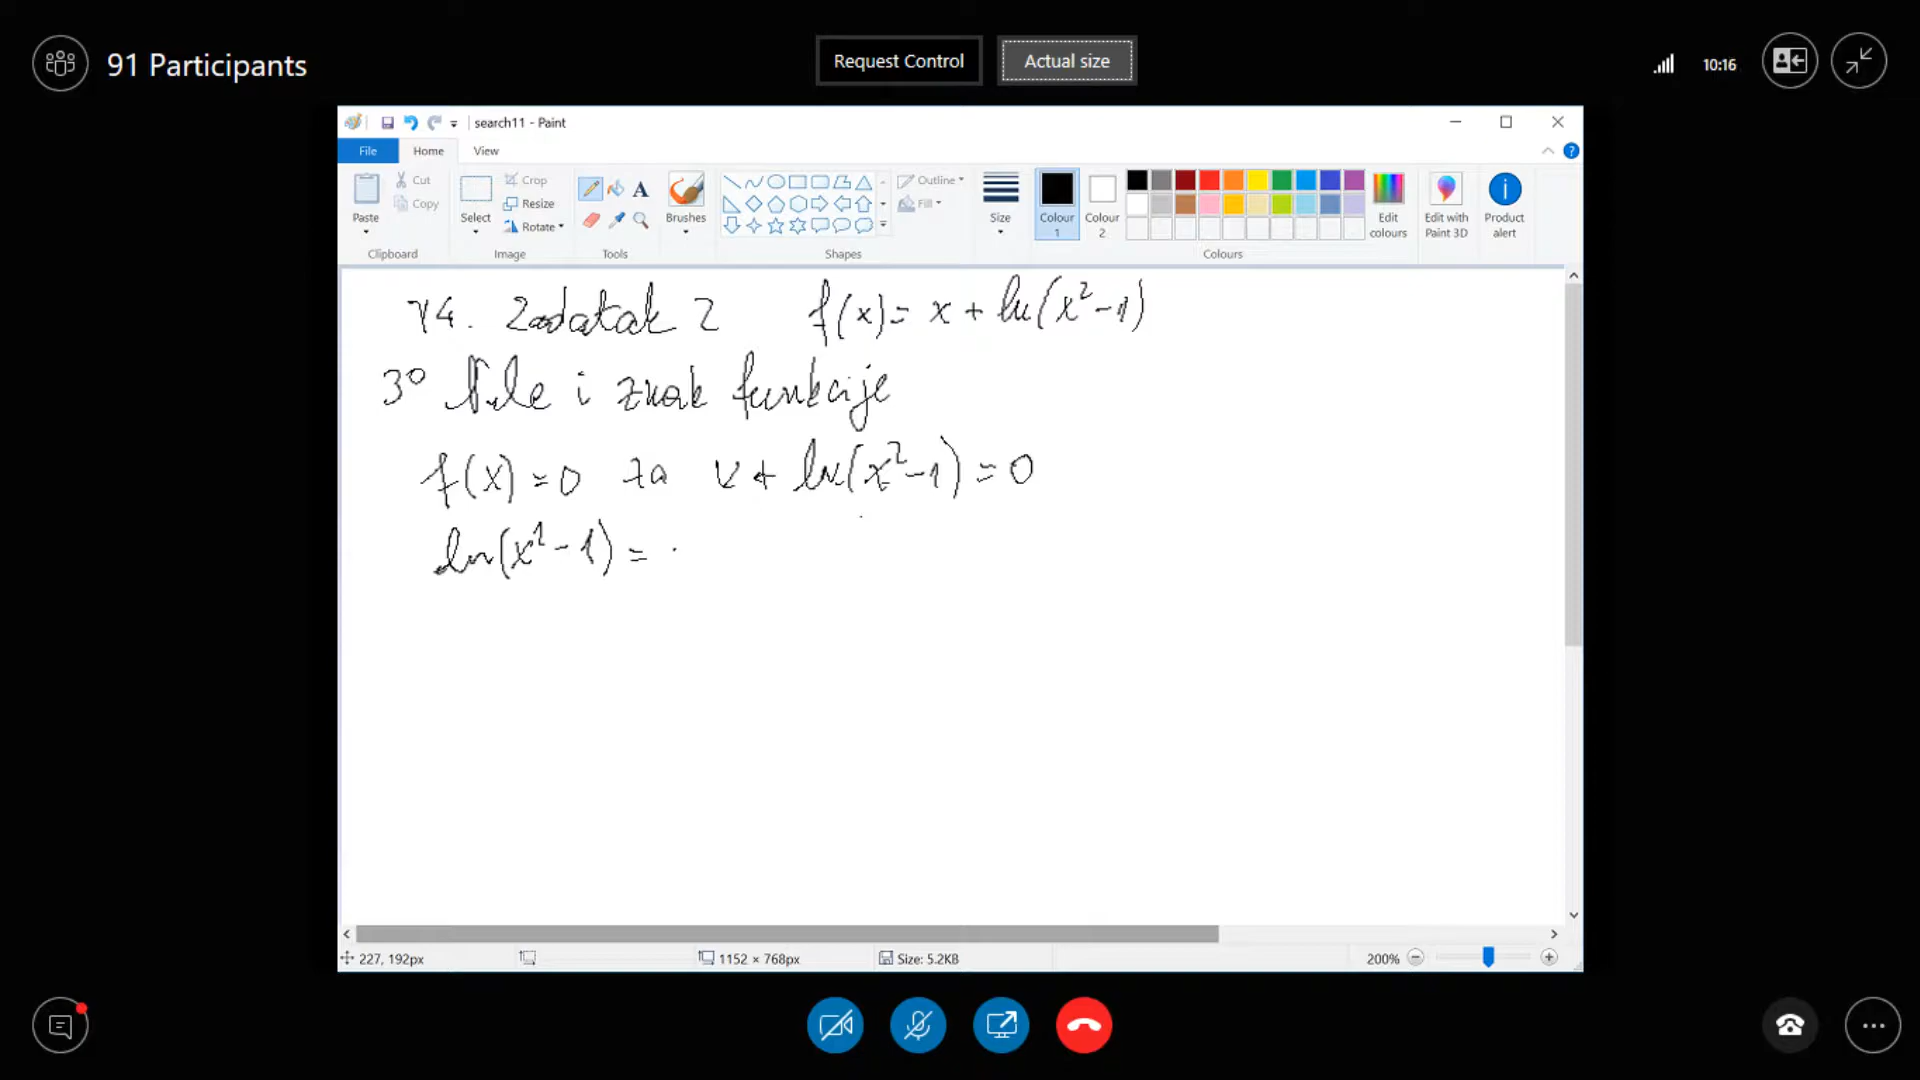 91 Participants
Request Control
Actual size
10:16
search11 - Paint
File
Home
View
Paste
Cut
Copy
Clipboard
Select
Crop
Resize
Rotate
Image
A
Tools
Brushes
Outline
Fill
Shapes
Size
Colour 1
Colour 2
Edit colours
Edit with Paint 3D
Product alert
Colours
V4. Zadatak 2 f(x) = x + ln(x²-1)
3° Nule i znak funkcije
f(x) = 0 za x + ln(x²-1) = 0
ln(x²-1) =
227, 192px
1152 × 768px
Size: 5.2KB
200%